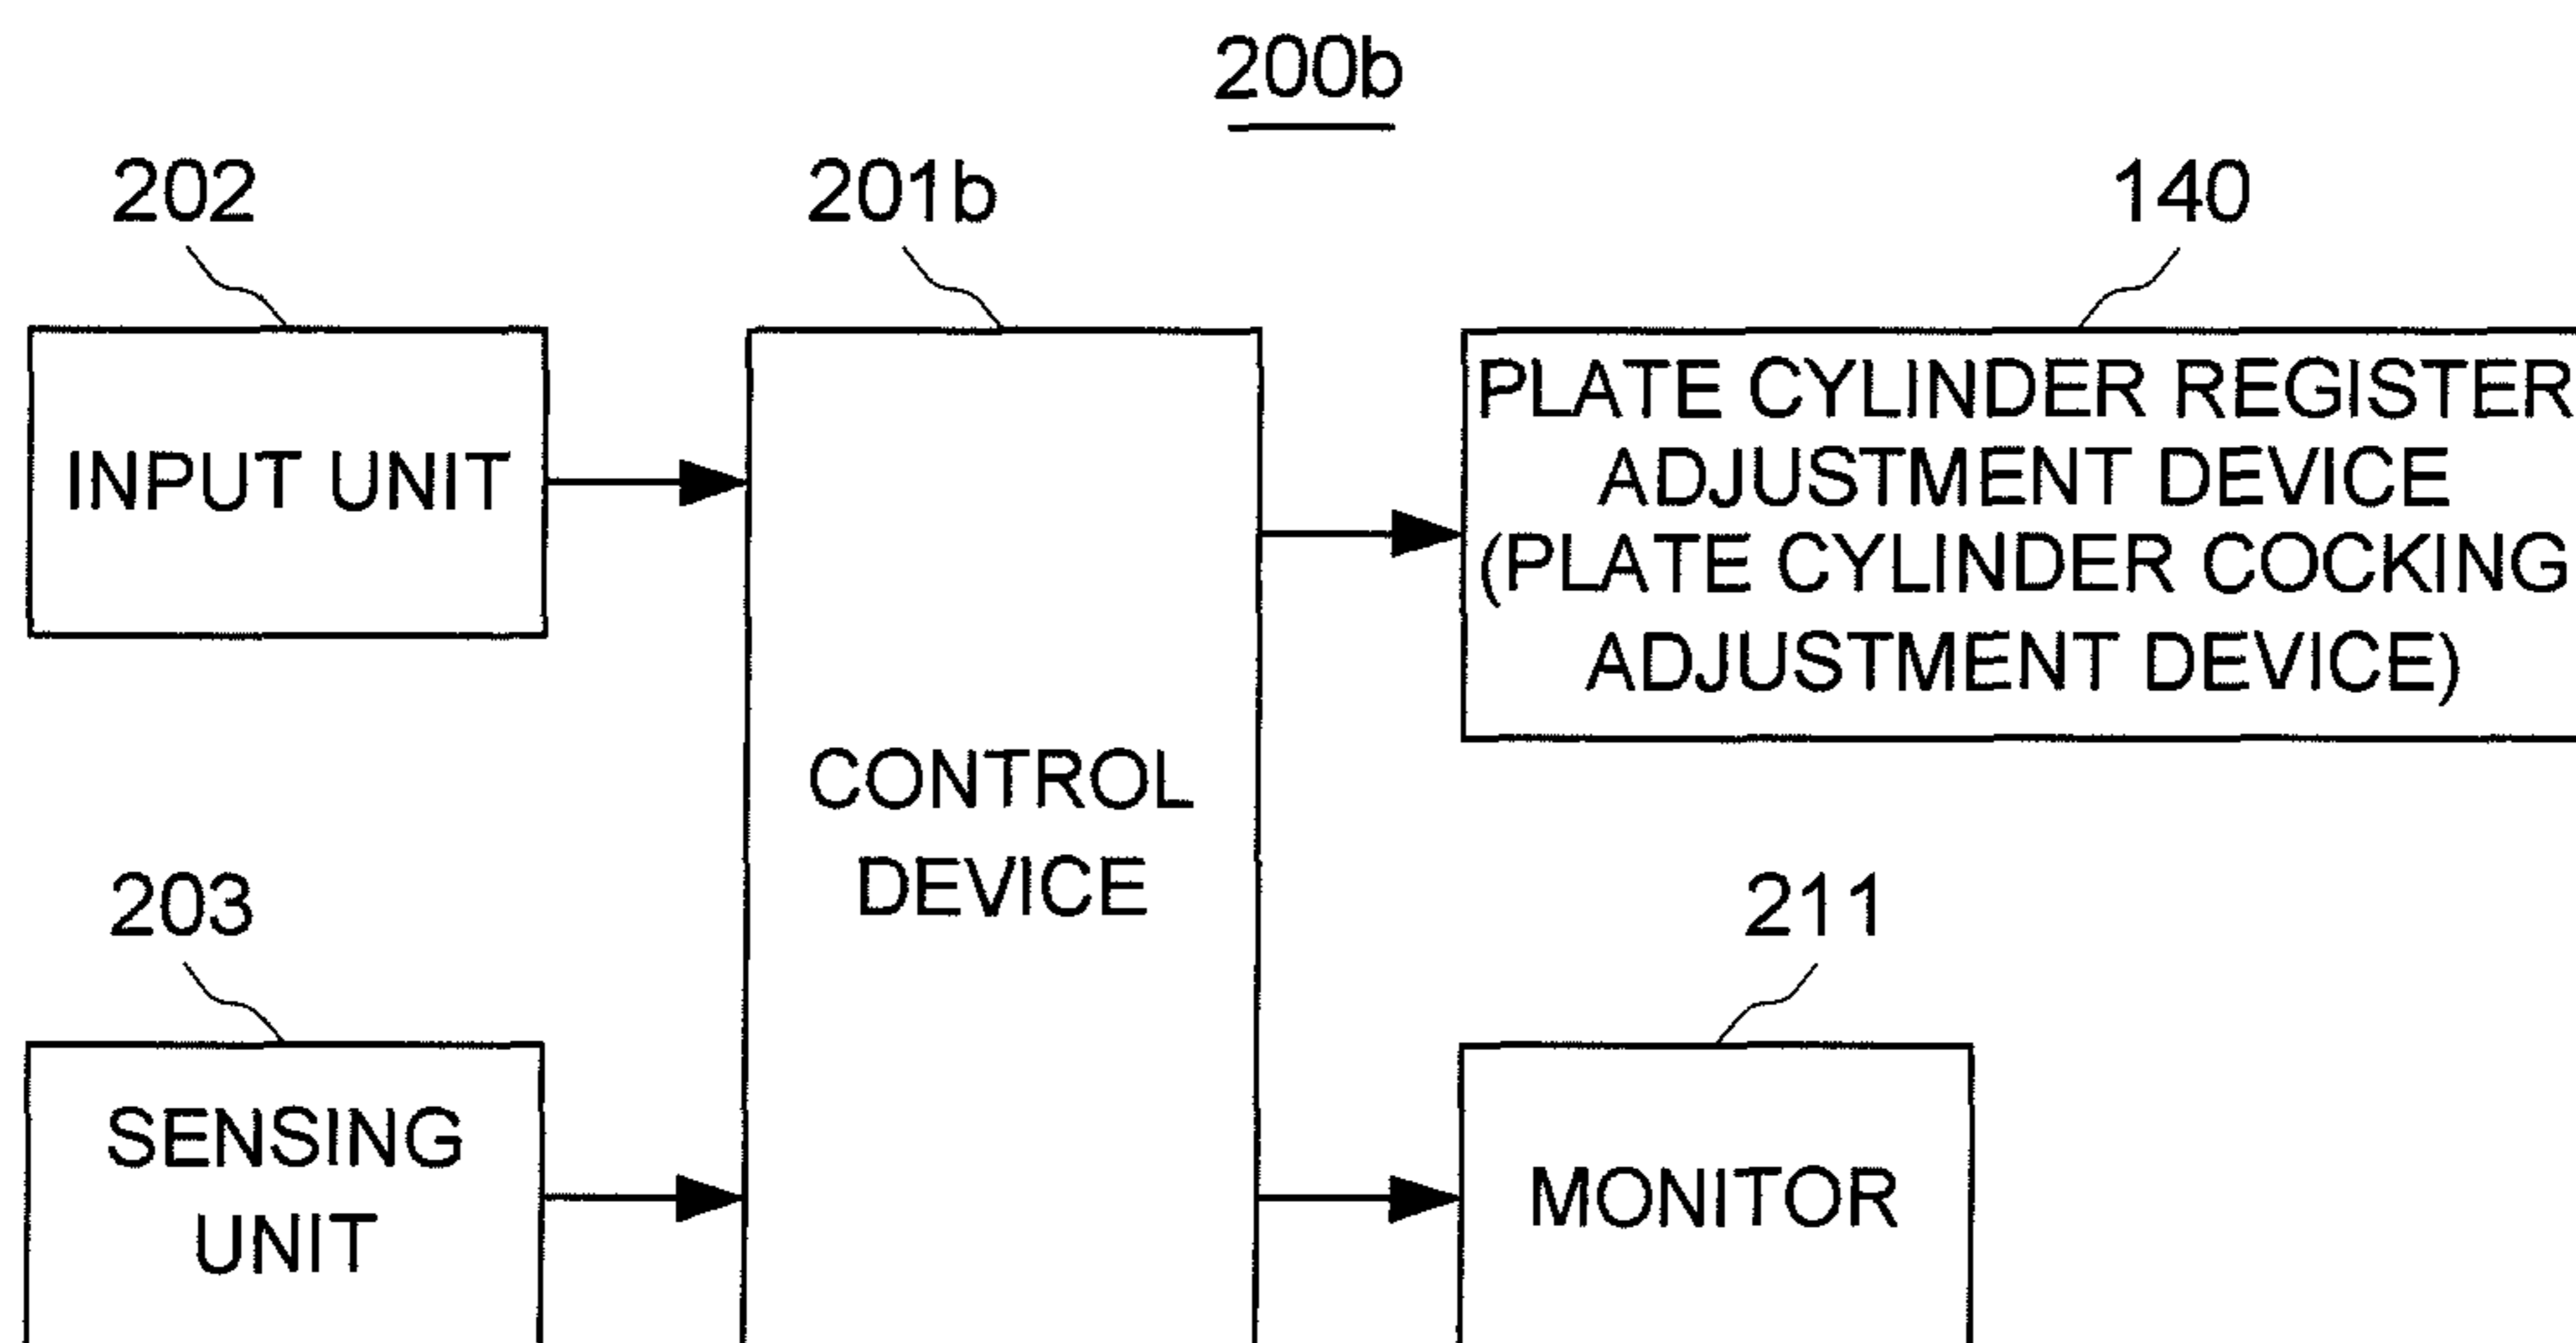 200b
202
201b
140
INPUT UNIT
CONTROL
DEVICE
PLATE CYLINDER REGISTER
ADJUSTMENT DEVICE
(PLATE CYLINDER COCKING
ADJUSTMENT DEVICE)
203
211
SENSING
UNIT
MONITOR